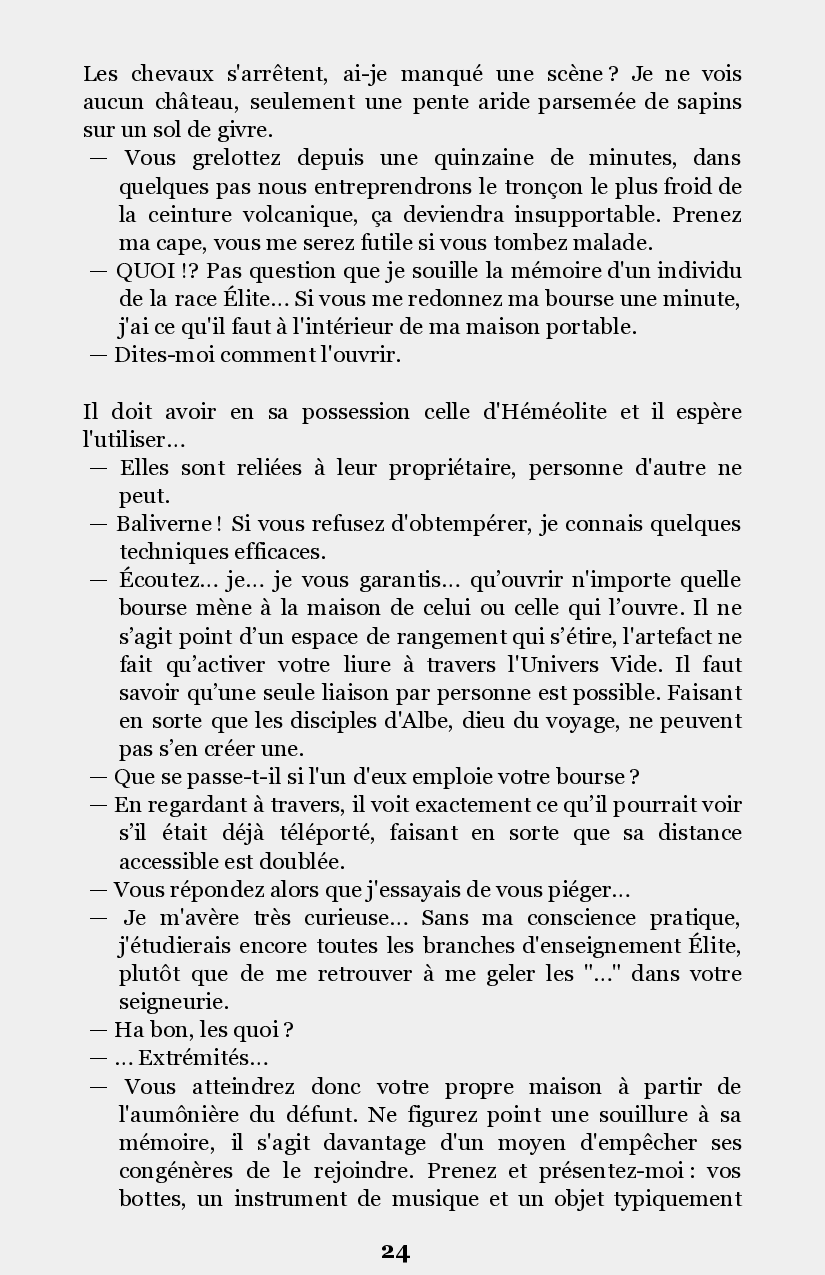 Les chevaux s'arrêtent, ai-je manqué une scène ? Je ne vois
aucun château, seulement une pente aride parsemée de sapins
sur un sol de givre.
— Vous grelottez depuis une quinzaine de minutes, dans
quelques pas nous entreprendrons le tronçon le plus froid de
la ceinture volcanique, ça deviendra insupportable. Prenez
ma cape, vous me serez futile si vous tombez malade.
— QUOI !? Pas question que je souille la mémoire d'un individu
de la race Élite... Si vous me redonnez ma bourse une minute,
j'ai ce qu'il faut à l'intérieur de ma maison portable.
— Dites-moi comment l'ouvrir.
Il doit avoir en sa possession celle d'Héméolite et il espère
l'utiliser...
— Elles sont reliées à leur propriétaire, personne d'autre ne
peut.
— Baliverne ! Si vous refusez d'obtempérer, je connais quelques
techniques efficaces.
— Écoutez... je... je vous garantis... qu’ouvrir n'importe quelle
bourse mène à la maison de celui ou celle qui l’ouvre. Il ne
s’agit point d’un espace de rangement qui s’étire, l'artefact ne
fait qu’activer votre liure à travers l'Univers Vide. Il faut
savoir qu’une seule liaison par personne est possible. Faisant
en sorte que les disciples d'Albe, dieu du voyage, ne peuvent
pas s’en créer une.
— Que se passe-t-il si l'un d'eux emploie votre bourse ?
— En regardant à travers, il voit exactement ce qu’il pourrait voir
s’il était déjà téléporté, faisant en sorte que sa distance
accessible est doublée.
— Vous répondez alors que j'essayais de vous piéger...
— Je m'avère très curieuse... Sans ma conscience pratique,
j'étudierais encore toutes les branches d'enseignement Élite,
plutôt que de me retrouver à me geler les "..." dans votre
seigneurie.
— Ha bon, les quoi ?
— ... Extrémités...
— Vous atteindrez donc votre propre maison à partir de
l'aumônière du défunt. Ne figurez point une souillure à sa
mémoire, il s'agit davantage d'un moyen d'empêcher ses
congénères de le rejoindre. Prenez et présentez-moi : vos
bottes, un instrument de musique et un objet typiquement
24